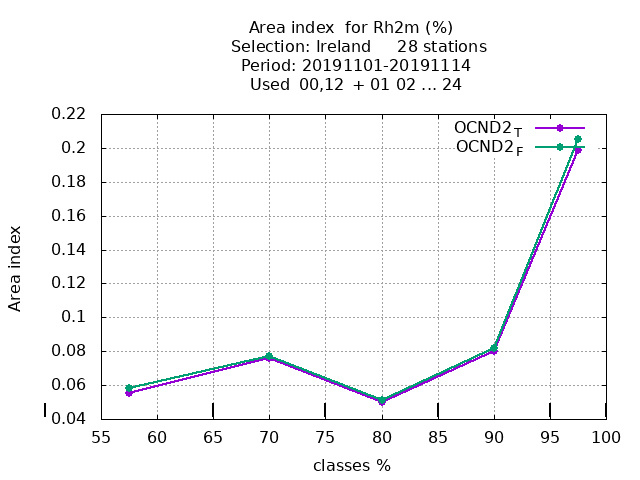 Area index  for Rh2m (%)
Selection: Ireland     28 stations
Period: 20191101-20191114
Used  00,12  + 01 02 ... 24
OCND2T
OCND2F
0.22
0.2
0.18
0.16
0.14
0.12
0.1
0.08
0.06
0.04
Area index
55 60 65 70 75 80 85 90 95 100
classes %